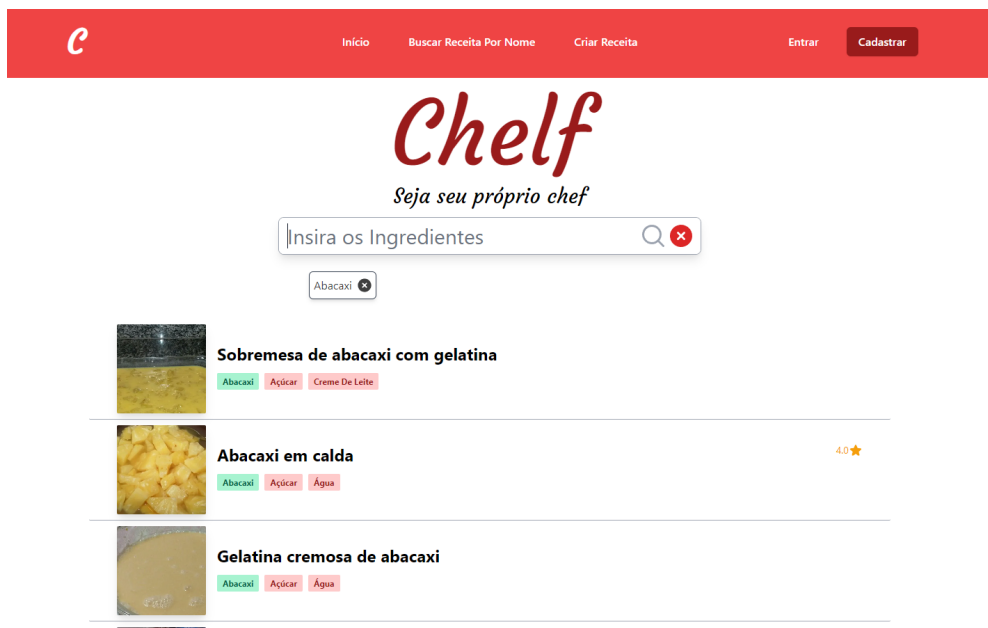 C
Início Buscar Receita Por Nome Criar Receita Entrar Cadastrar
Chelf
Seja seu próprio chef
Insira os Ingredientes
Abacaxi
Sobremesa de abacaxi com gelatina
Abacaxi Açúcar Creme De Leite
Abacaxi em calda
4.0
Abacaxi Açúcar Água
Gelatina cremosa de abacaxi
Abacaxi Açúcar Água